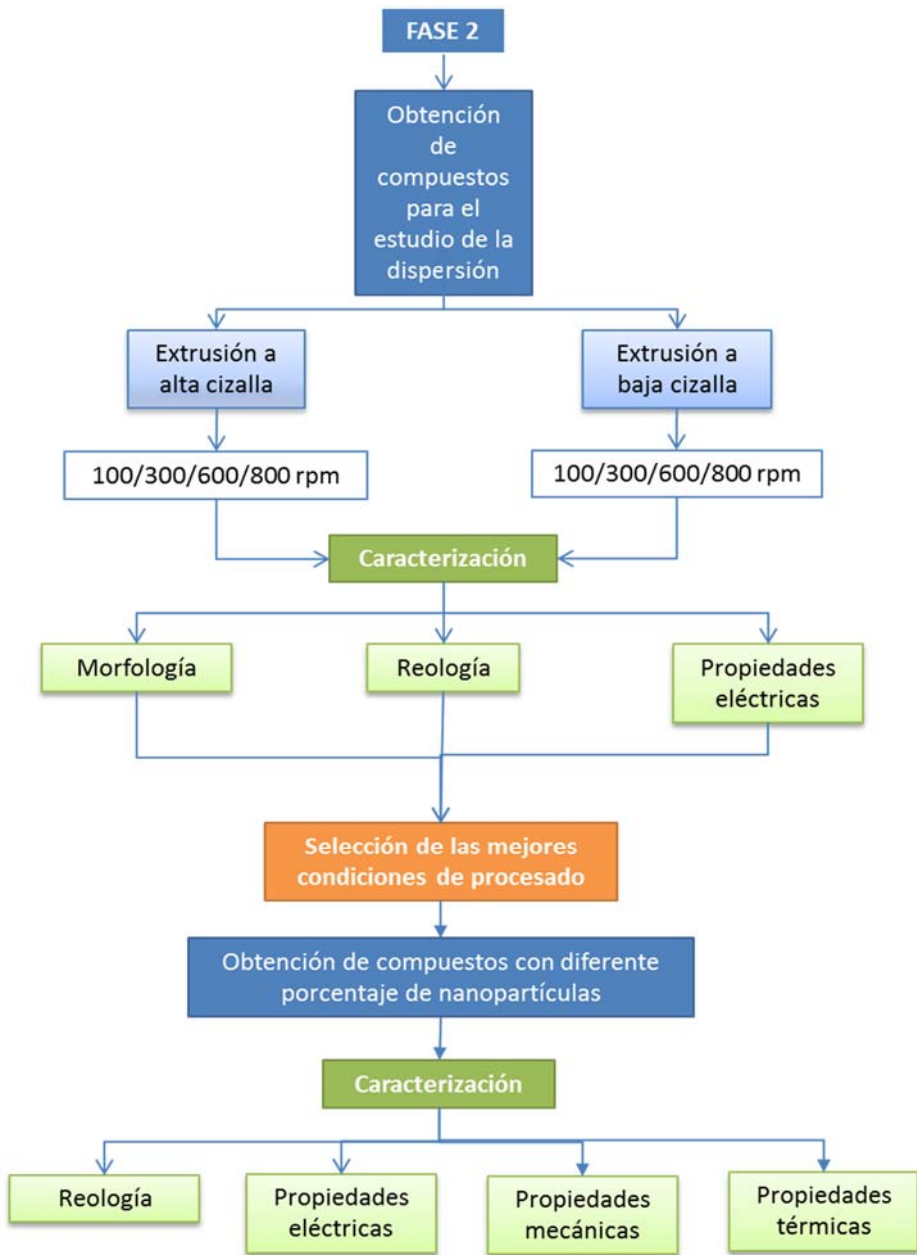 FASE 2
Obtención
de
compuestos
para el
estudio de la
dispersión
Extrusión a
alta cizalla
Extrusión a
baja cizalla
100/300/600/800 rpm
100/300/600/800 rpm
Caracterización
Morfología
Reología
Propiedades
eléctricas
Selección de las mejores
condiciones de procesado
Obtención de compuestos con diferente
porcentaje de nanopartículas
Caracterización
Reología
Propiedades
eléctricas
Propiedades
mecánicas
Propiedades
térmicas